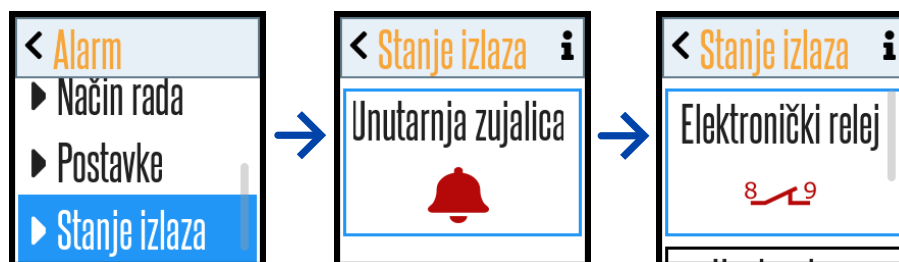 Alarm
Način rada
Postavke
Stanje izlaza
Stanje izlaza
Unutarnja zujalica
Stanje izlaza
Elektronički relej
8 9